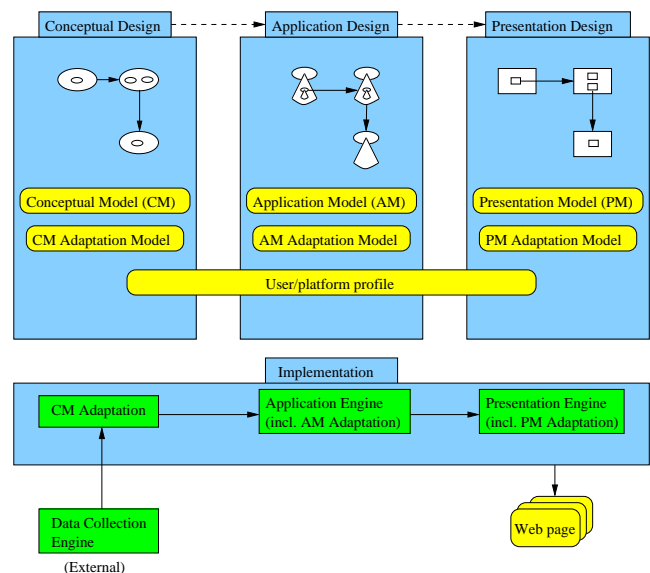 Conceptual Design
Application Design
Presentation Design
Conceptual Model (CM)
Application Model (AM)
Presentation Model (PM)
CM Adaptation Model
AM Adaptation Model
PM Adaptation Model
User/platform profile
Implementation
CM Adaptation
Application Engine
(incl. AM Adaptation)
Presentation Engine
(incl. PM Adaptation)
Data Collection
Engine
(External)
Web page